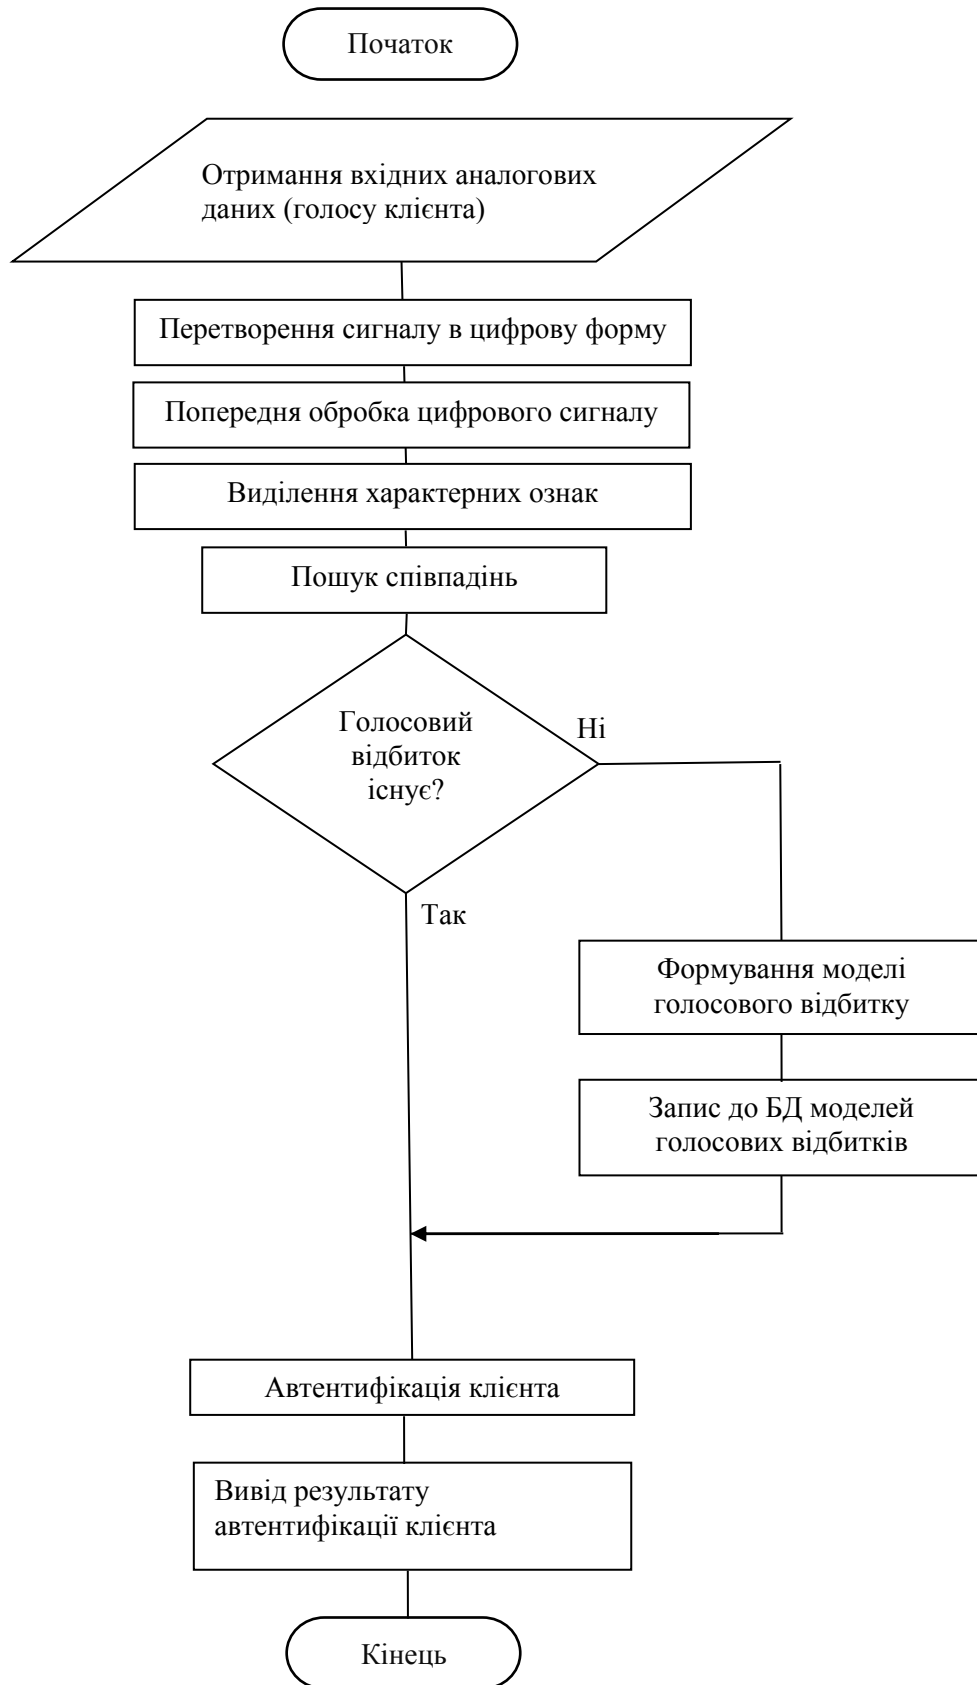 Початок
Отримання вхідних аналогових
даних (голосу клієнта)
Перетворення сигналу в цифрову форму
Попередня обробка цифрового сигналу
Виділення характерних ознак
Пошук співпадінь
Голосовий
відбиток
існує?
Ні
Так
Формування моделі
голосового відбитку
Запис до БД моделей
голосових відбитків
Автентифікація клієнта
Вивід результату
автентифікації клієнта
Кінець